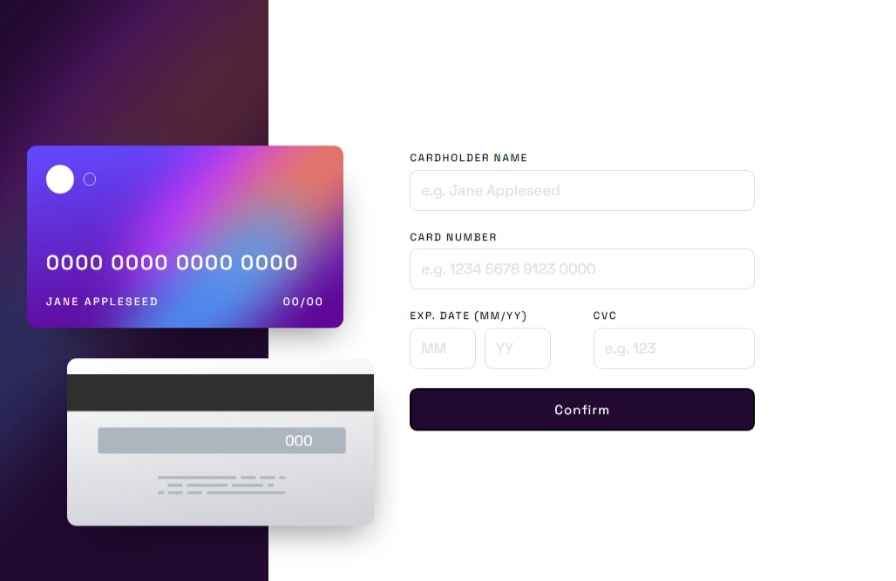 0000 0000 0000 0000
JANE APPLESEED 00/00
000
CARDHOLDER NAME
e.g. Jane Appleseed
CARD NUMBER
e.g. 1234 5678 9123 0000
EXP. DATE (MM/YY) CVC
MM YY e.g. 123
Confirm